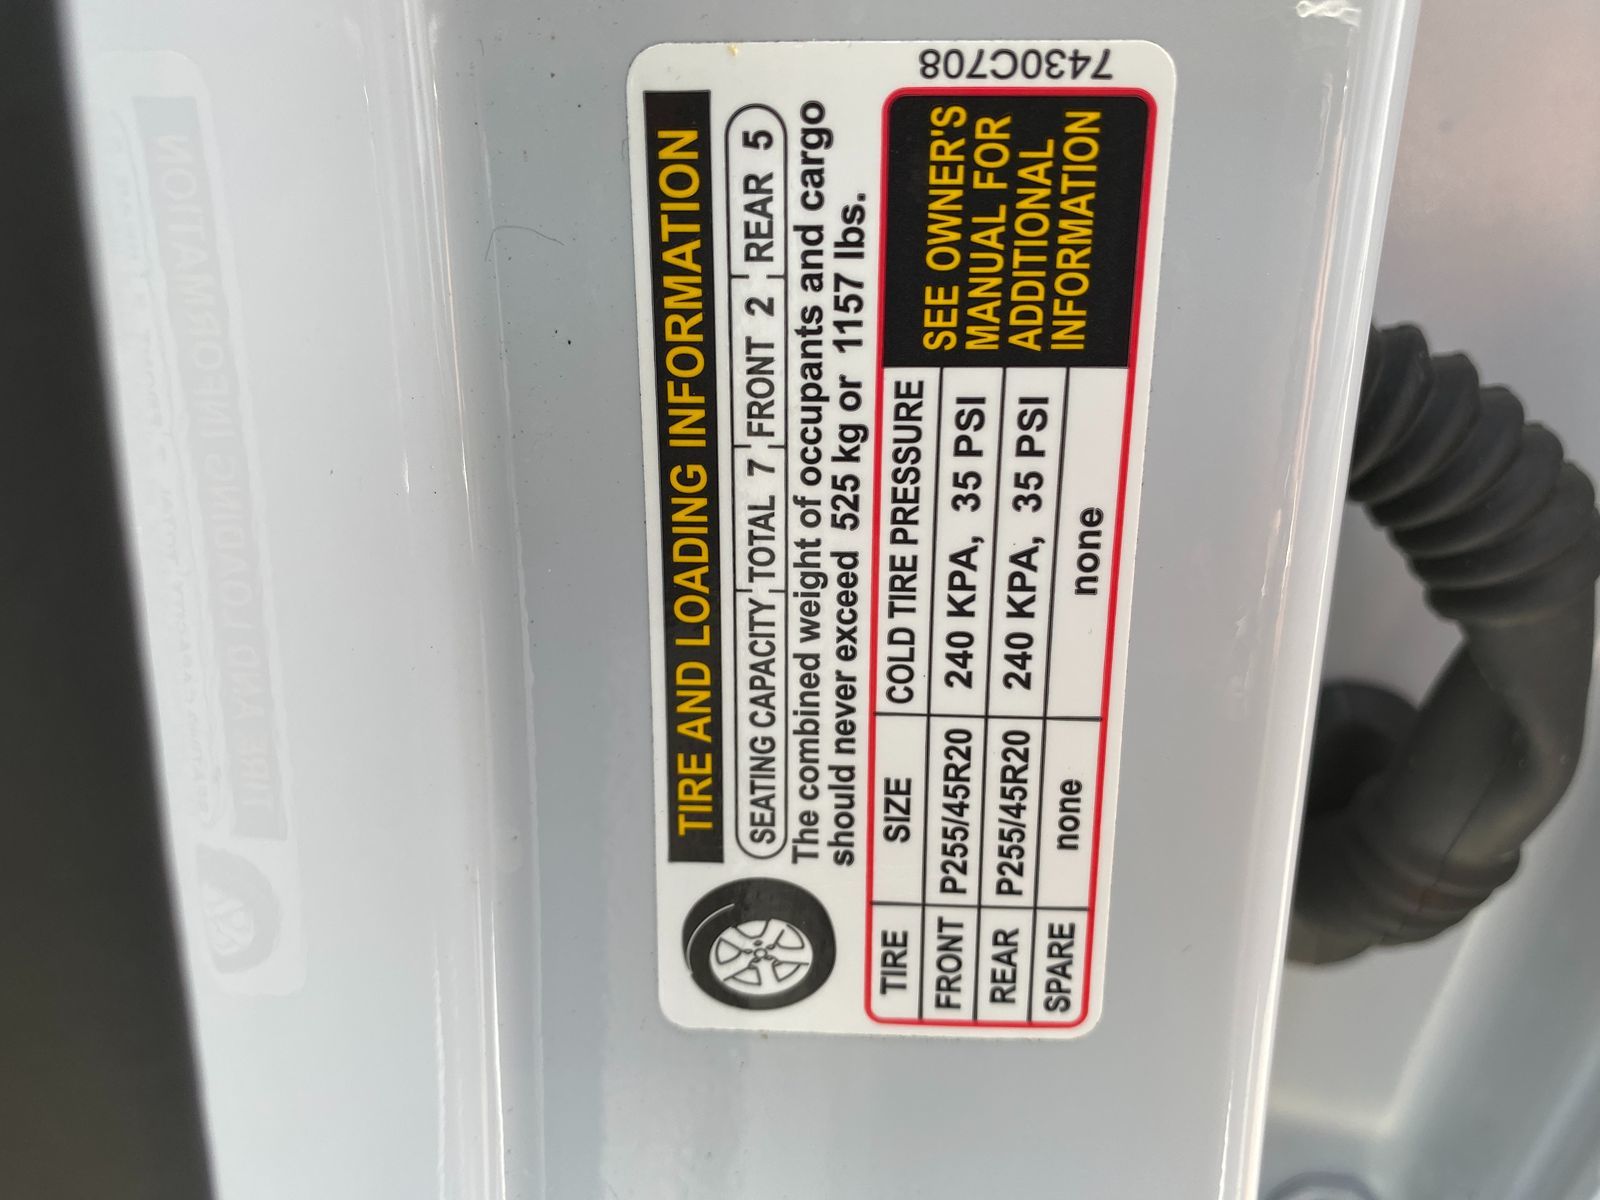 TIRE AND LOADING INFORMATION
SEATING CAPACITY TOTAL 7 FRONT 2 REAR 5
The combined weight of occupants and cargo
should never exceed 525 kg or 1157 lbs.
TIRE SIZE COLD TIRE PRESSURE
FRONT P255/45R20 240 KPA, 35 PSI
REAR P255/45R20 240 KPA, 35 PSI
SPARE none none
SEE OWNER'S
MANUAL FOR
ADDITIONAL
INFORMATION
7430C708